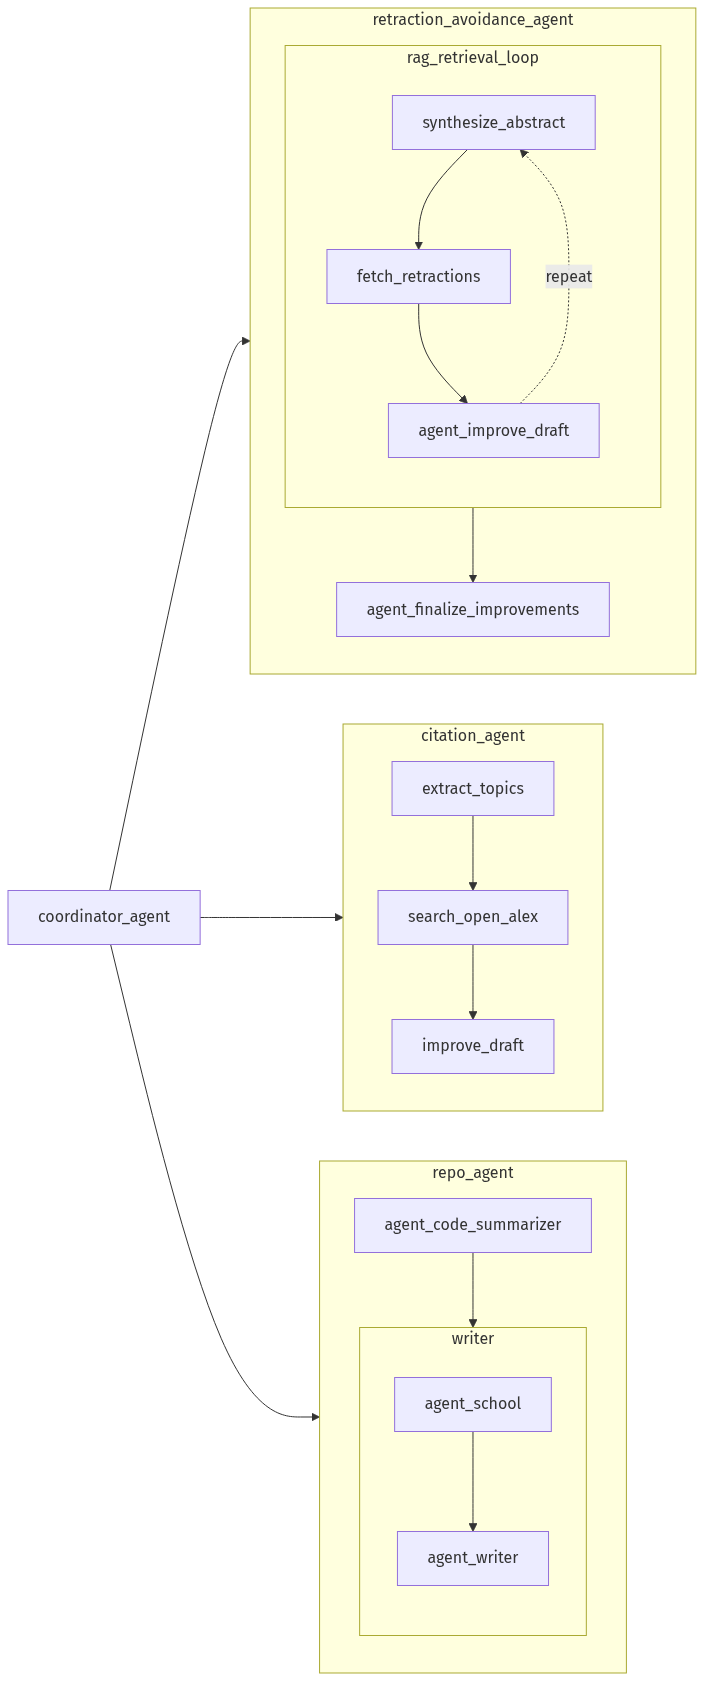 retraction_avoidance_agent
rag_retrieval_loop
synthesize_abstract
fetch_retractions
repeat
agent_improve_draft
agent_finalize_improvements
citation_agent
extract_topics
coordinator_agent
search_open_alex
improve_draft
repo_agent
agent_code_summarizer
writer
agent_school
agent_writer